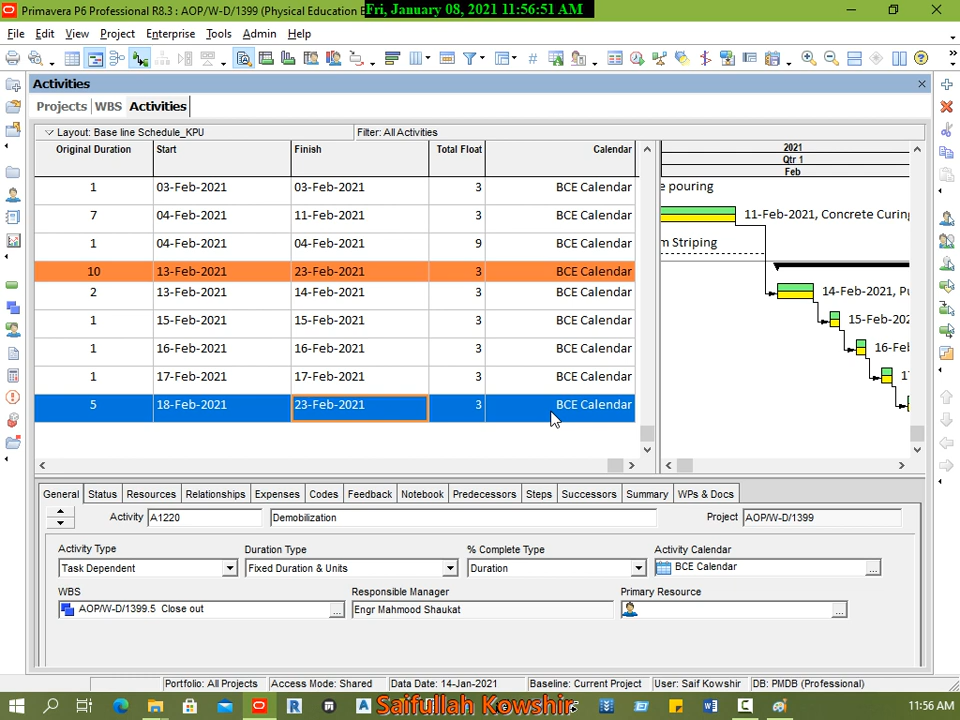 Primavera P6 Professional R8.3 : AOP/W-D/1399 (Physical Education
Fri, January 08, 2021 11:56:51 AM
File Edit View Project Enterprise Tools Admin Help
Activities
Projects WBS Activities
Layout: Base line Schedule_KPU Filter: All Activities
Original Duration Start Finish Total Float Calendar
2021
Qtr 1
Feb
1 03-Feb-2021 03-Feb-2021 3 BCE Calendar
e pouring
7 04-Feb-2021 11-Feb-2021 3 BCE Calendar
11-Feb-2021, Concrete Curing
1 04-Feb-2021 04-Feb-2021 9 BCE Calendar
m Striping
10 13-Feb-2021 23-Feb-2021 3 BCE Calendar
2 13-Feb-2021 14-Feb-2021 3 BCE Calendar
14-Feb-2021, Pu
1 15-Feb-2021 15-Feb-2021 3 BCE Calendar
15-Feb-202
1 16-Feb-2021 16-Feb-2021 3 BCE Calendar
16-Feb
1 17-Feb-2021 17-Feb-2021 3 BCE Calendar
17
5 18-Feb-2021 23-Feb-2021 3 BCE Calendar
General Status Resources Relationships Expenses Codes Feedback Notebook Predecessors Steps Successors Summary WPs & Docs
Activity A1220 Demobilization Project AOP/W-D/1399
Activity Type Duration Type % Complete Type Activity Calendar
Task Dependent Fixed Duration & Units Duration BCE Calendar
WBS Responsible Manager Primary Resource
AOP/W-D/1399.5 Close out Engr Mahmood Shaukat
Portfolio: All Projects Access Mode: Shared Data Date: 14-Jan-2021 Baseline: Current Project User: Saif Kowshir DB: PMDB (Professional)
Saifullah Kowshir
11:56 AM